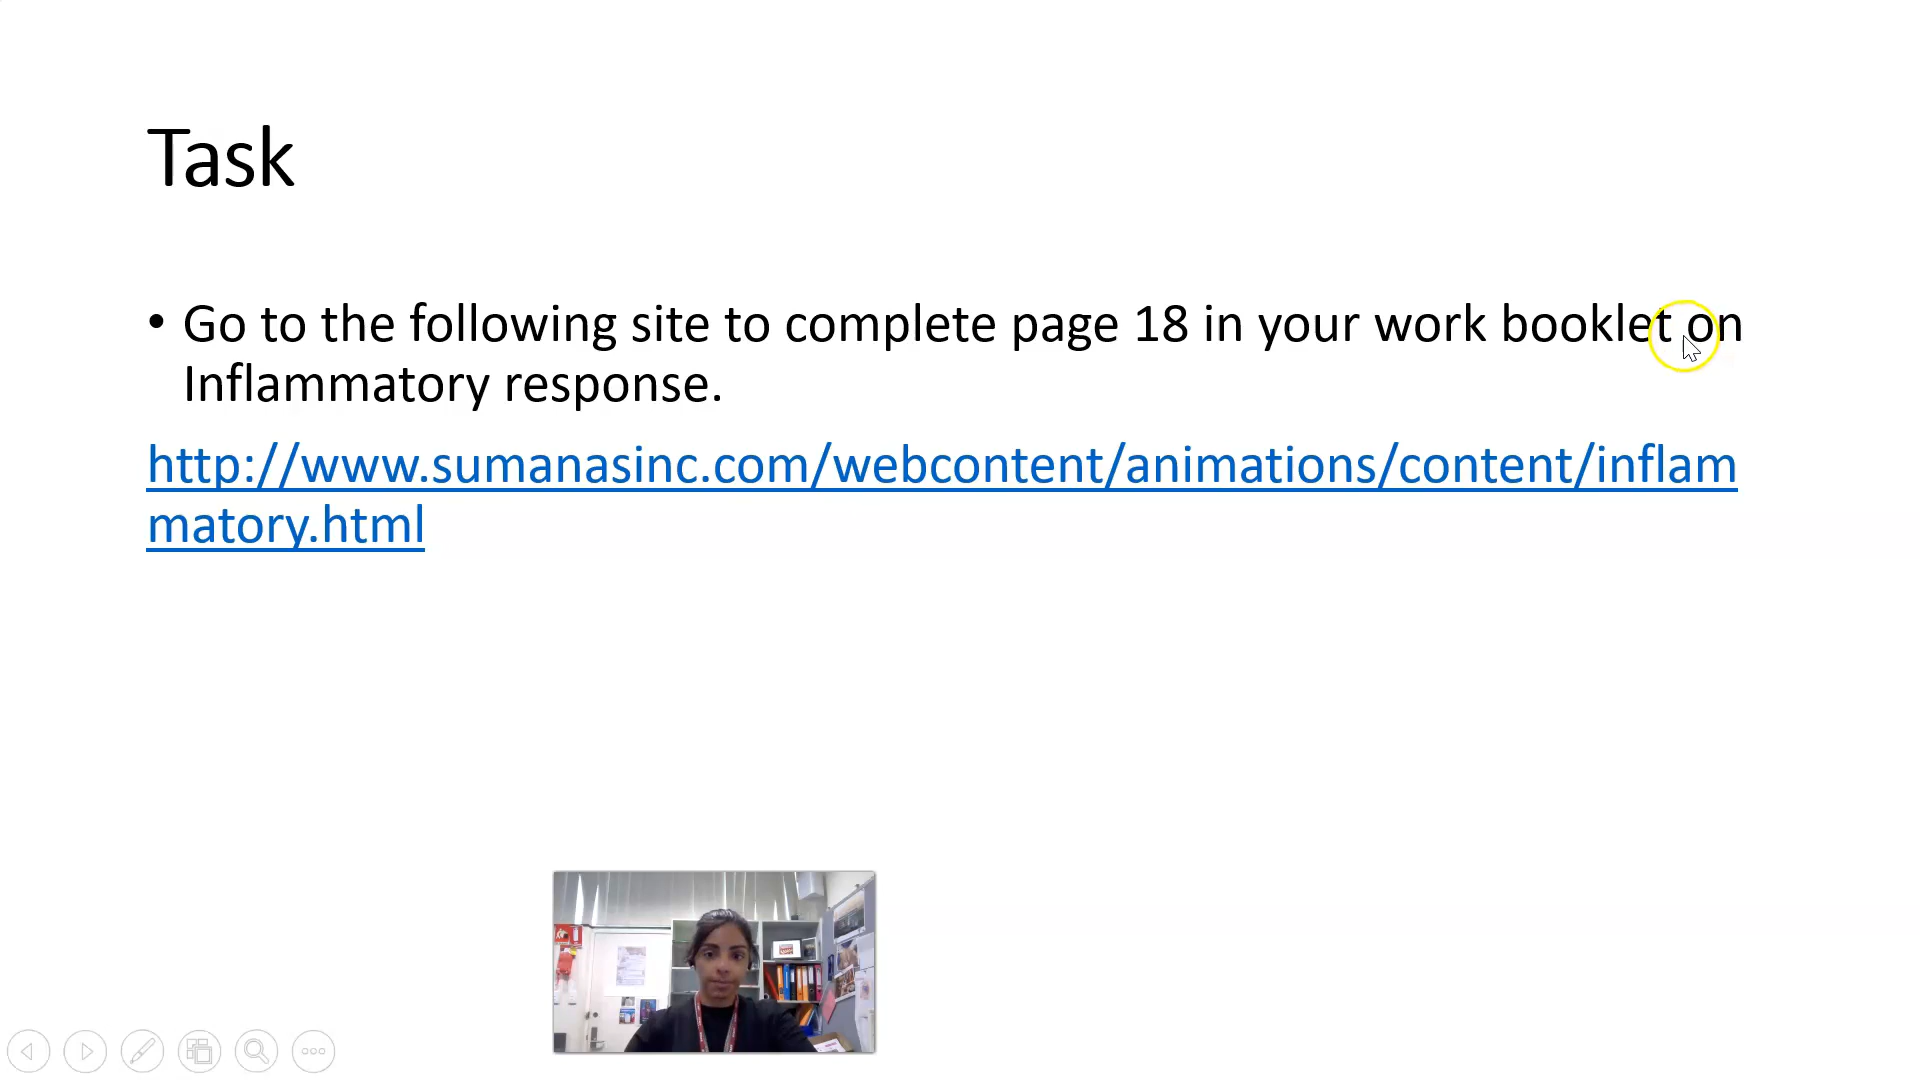 Task
• Go to the following site to complete page 18 in your work booklet on
Inflammatory response.
http://www.sumanasinc.com/webcontent/animations/content/inflam
matory.html